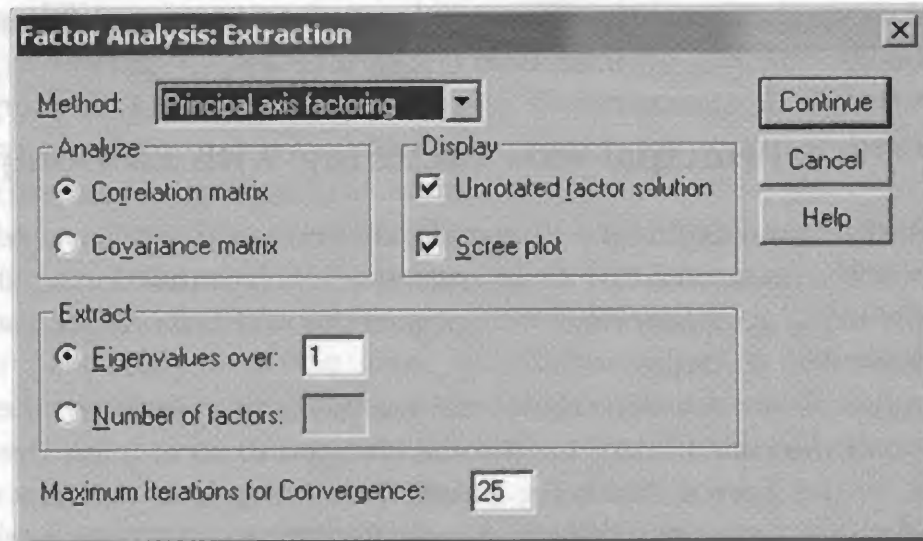 Factor Analysis: Extraction
Method: Principal axis factoring
Continue
Analyze
Correlation matrix
Covariance matrix
Display
Unrotated factor solution
Scree plot
Cancel
Help
Extract
Eigenvalues over: 1
Number of factors:
Maximum Iterations for Convergence: 25